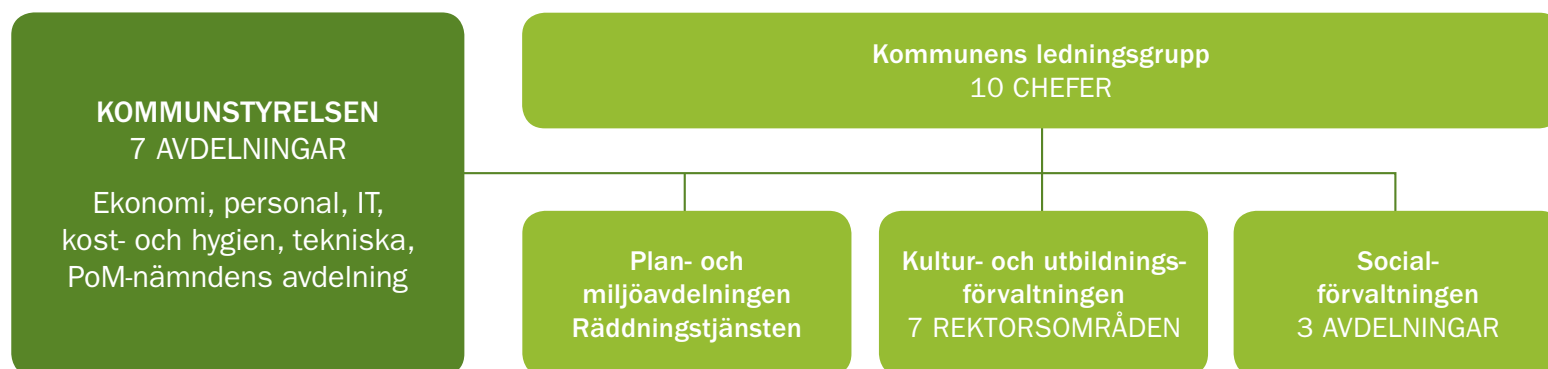 KOMMUNSTYRELSEN
7 AVDELNINGAR
Ekonomi, personal, IT,
kost- och hygien, tekniska,
PoM-nämndens avdelning
Kommunens ledningsgrupp
10 CHEFER
Plan- och
miljöavdelningen
Räddningstjänsten
Kultur- och utbildnings-
förvaltningen
7 REKTORSOMRÅDEN
Social-
förvaltningen
3 AVDELNINGAR